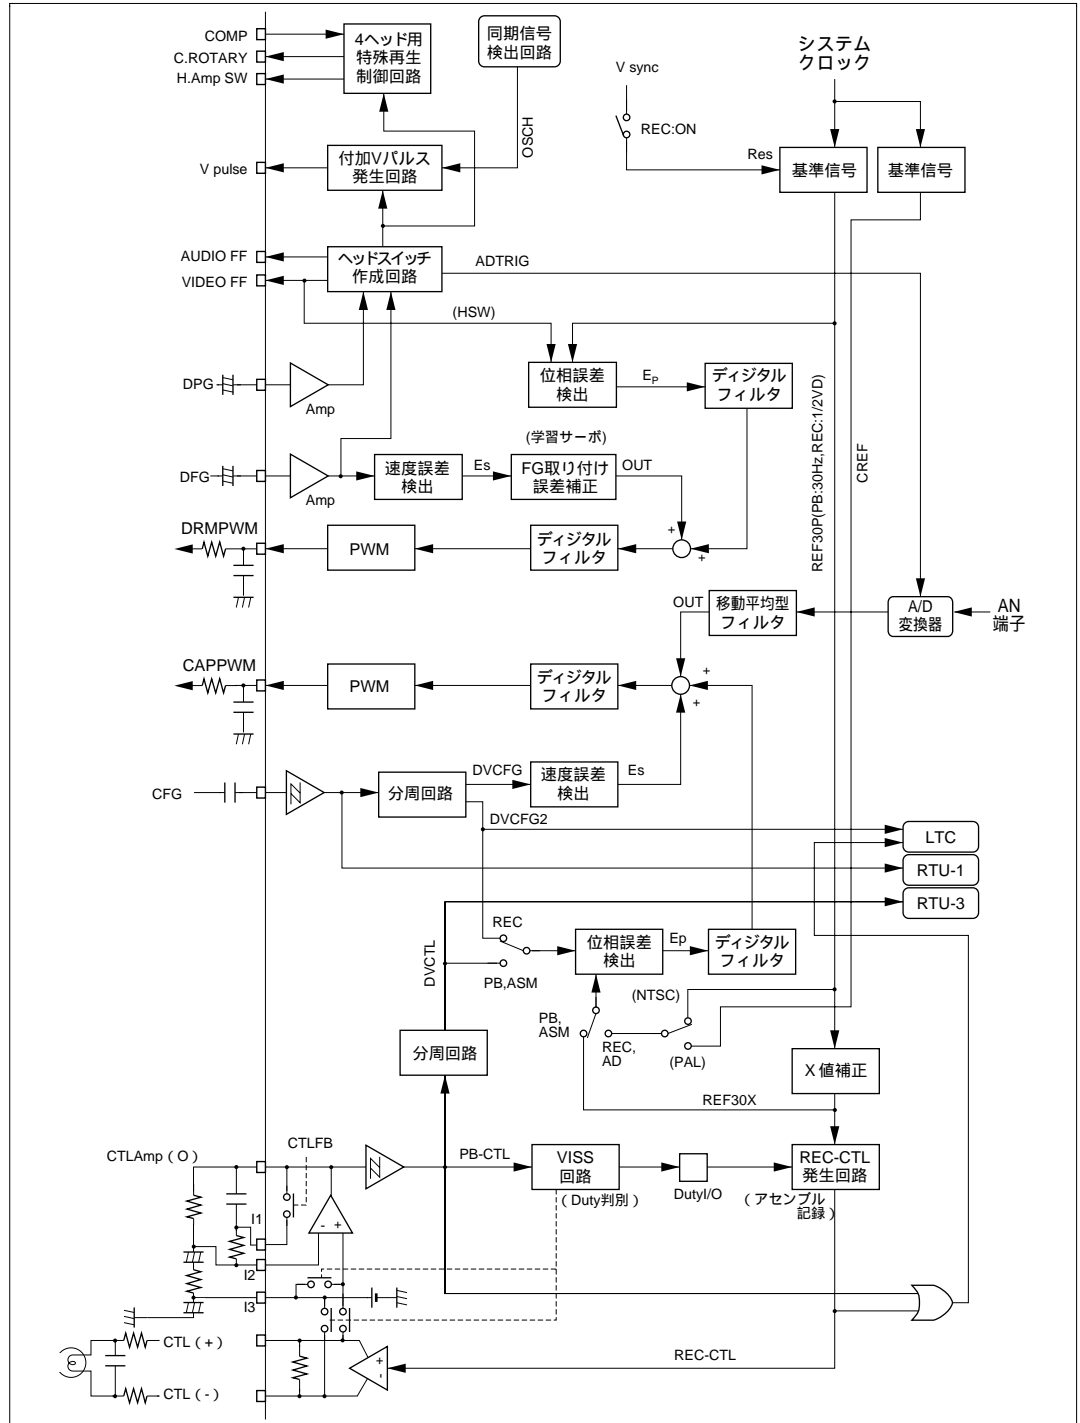 COMP
C.ROTARY
H.Amp SW
4ヘッド用
特殊再生
制御回路
同期信号
検出回路
システム
クロック
V sync
REC:ON
OSCH
Res
基準信号
基準信号
V pulse
付加Vパルス
発生回路
AUDIO FF
VIDEO FF
ヘッドスイッチ
作成回路
ADTRIG
(HSW)
DPG
Amp
位相誤差
検出
EP
ディジタル
フィルタ
REF30P(PB:30Hz,REC:1/2VD)
CREF
(学習サーボ)
DFG
Amp
速度誤差
検出
Es
FG取り付け
誤差補正
OUT
DRMPWM
PWM
ディジタル
フィルタ
+
+
OUT
移動平均型
フィルタ
A/D
変換器
AN
端子
CAPPWM
PWM
ディジタル
フィルタ
+
+
CFG
分周回路
DVCFG
速度誤差
検出
Es
DVCFG2
LTC
RTU-1
RTU-3
REC
PB,ASM
DVCTL
位相誤差
検出
Ep
ディジタル
フィルタ
(NTSC)
PB,
ASM
REC,
AD
(PAL)
分周回路
X値補正
REF30X
CTLAmp(O)
CTLFB
PB-CTL
VISS
回路
(Duty判別)
DutyI/O
REC-CTL
発生回路
(アセンブル
記録)
I1
- +
I2
I3
CTL(+)
+
-
REC-CTL
CTL(-)